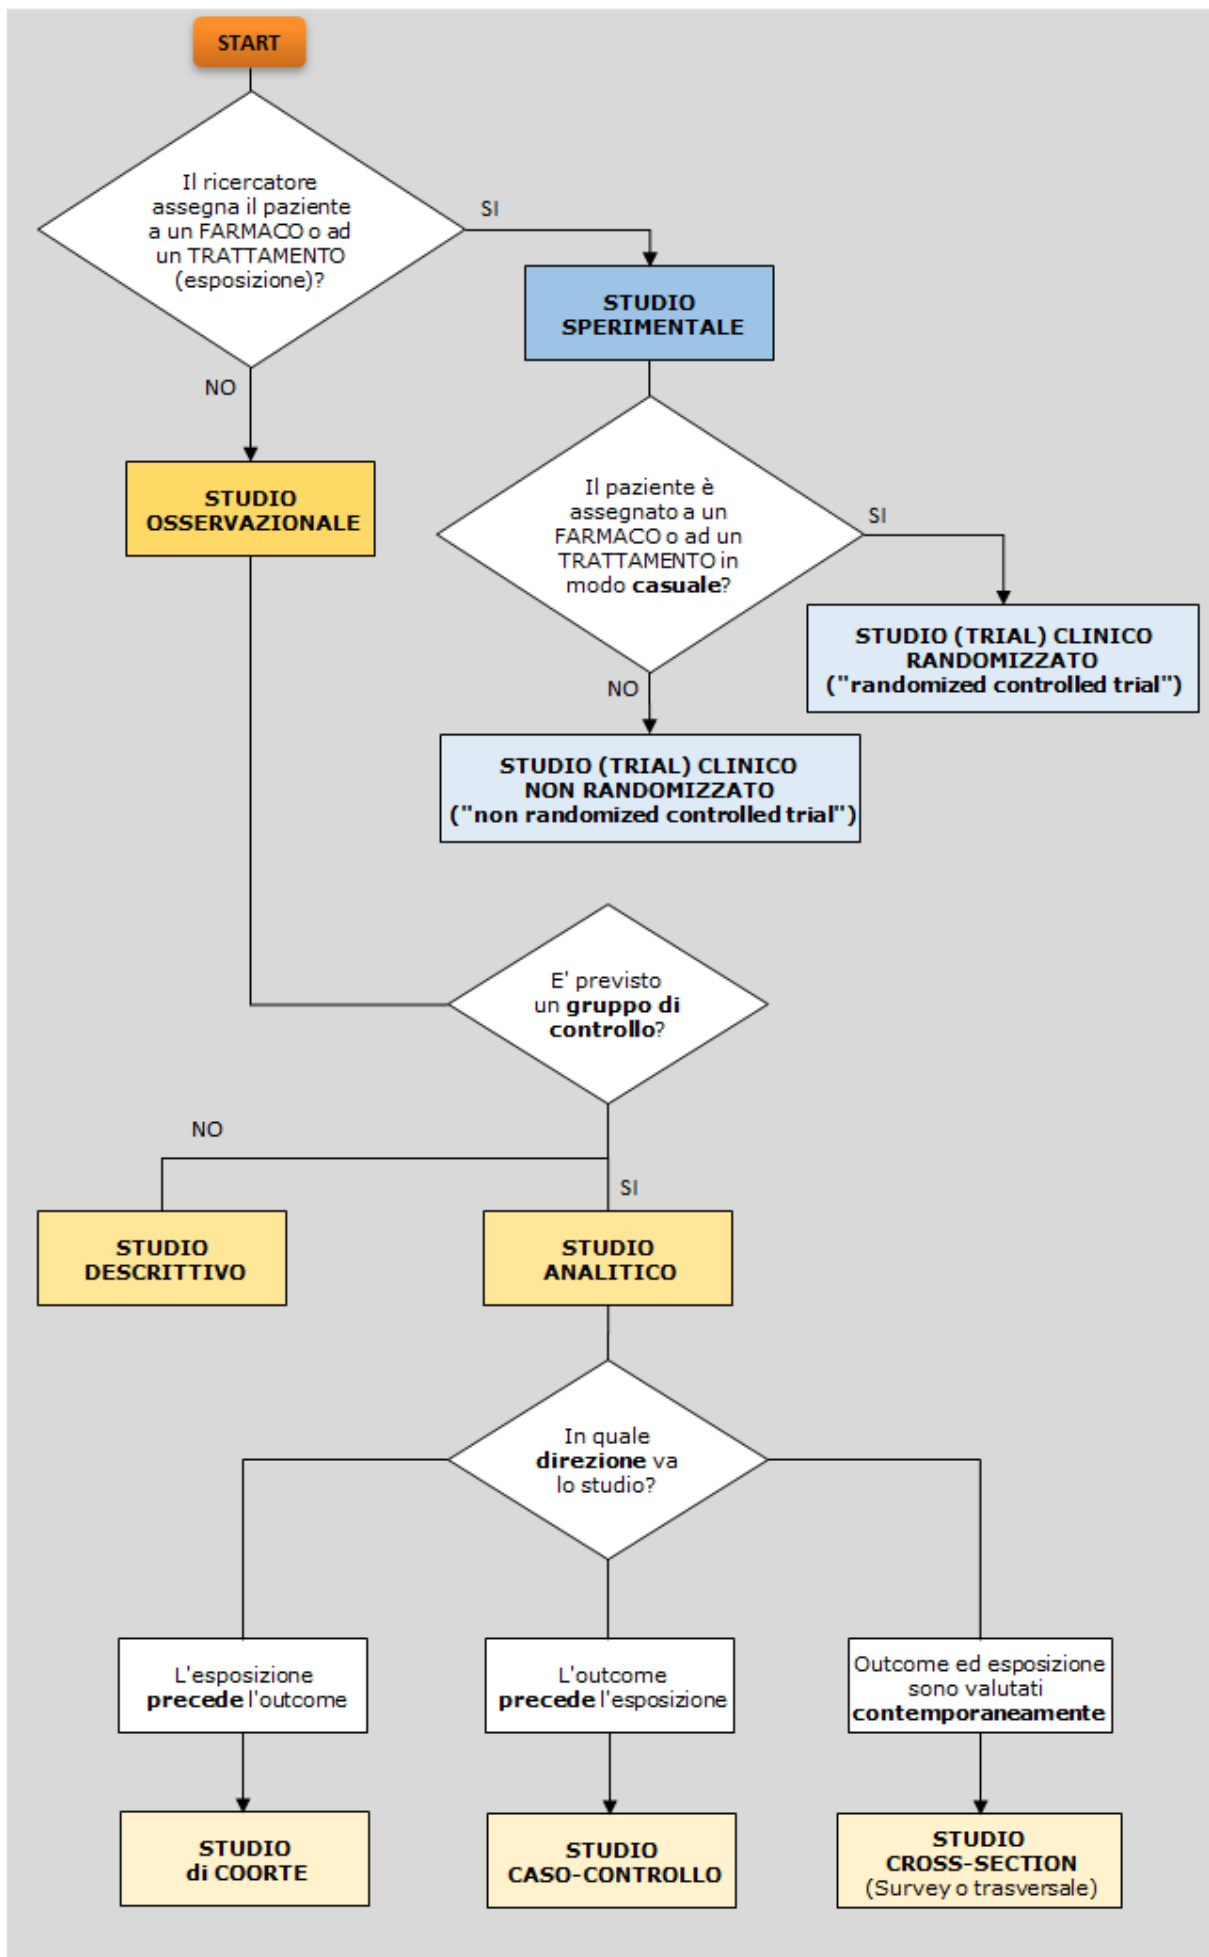 START
Il ricercatore
assegna il paziente
a un FARMACO o ad
un TRATTAMENTO
(esposizione)?
SI
STUDIO
SPERIMENTALE
NO
STUDIO
OSSERVAZIONALE
Il paziente è
assegnato a un
FARMACO o ad un
TRATTAMENTO in
modo casuale?
SI
STUDIO (TRIAL) CLINICO
RANDOMIZZATO
("randomized controlled trial")
NO
STUDIO (TRIAL) CLINICO
NON RANDOMIZZATO
("non randomized controlled trial")
E' previsto
un gruppo di
controllo?
NO
SI
STUDIO
DESCRITTIVO
STUDIO
ANALITICO
In quale
direzione va
lo studio?
L'esposizione
precede l'outcome
L'outcome
precede l'esposizione
Outcome ed esposizione
sono valutati
contemporaneamente
STUDIO
di COORTE
STUDIO
CASO-CONTROLLO
STUDIO
CROSS-SECTION
(Survey o trasversale)